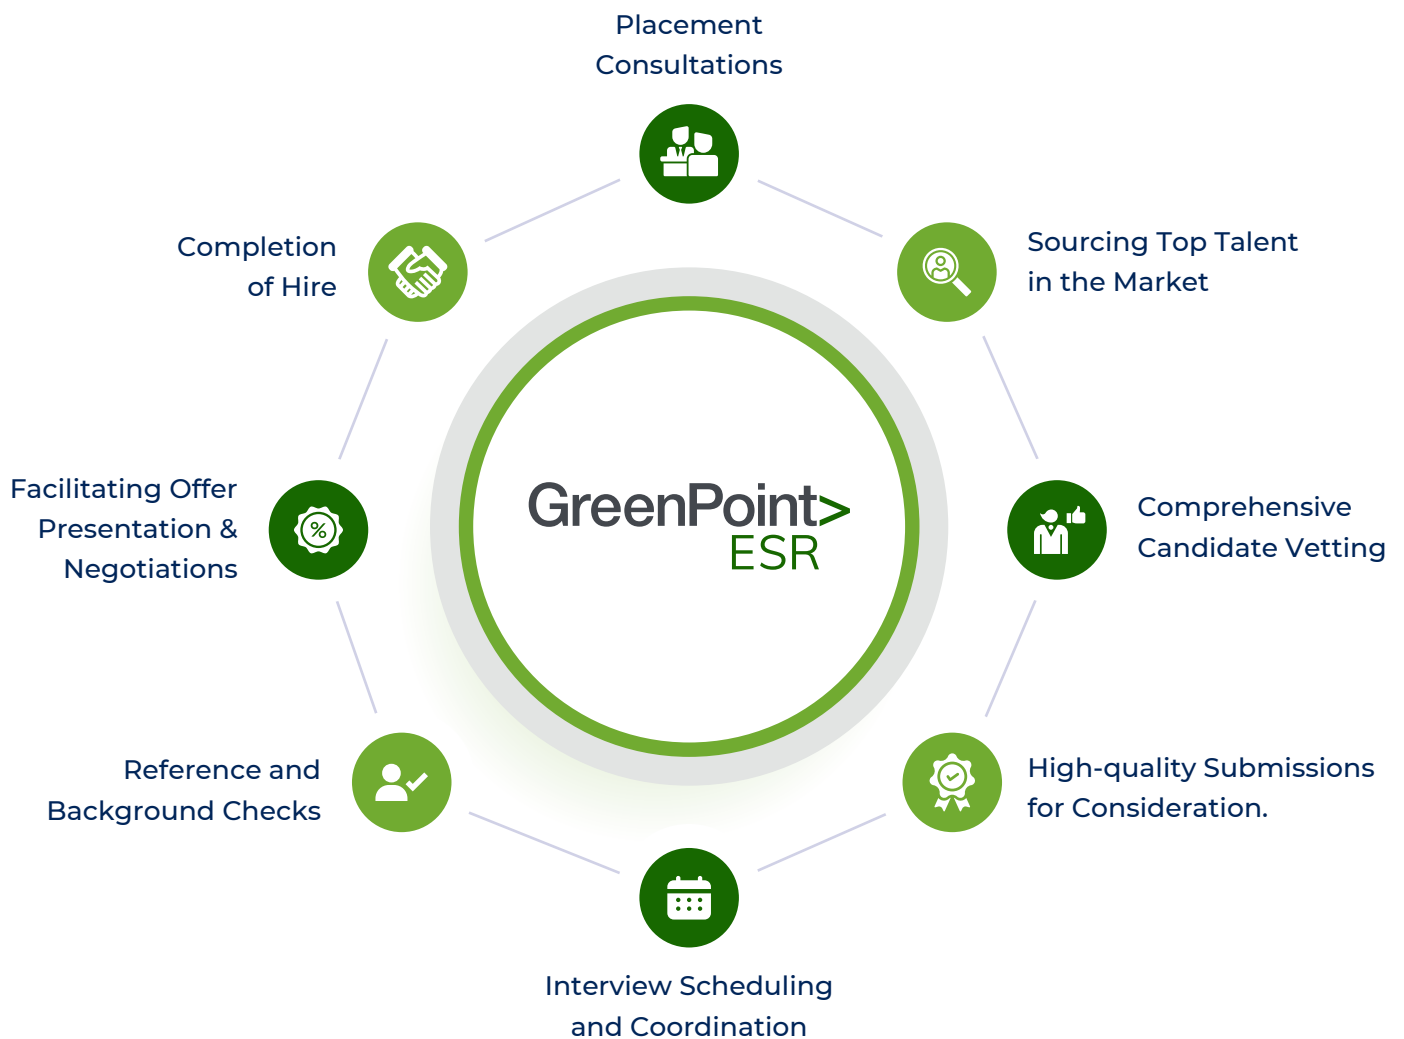 Placement
Consultations
Sourcing Top Talent
in the Market
Comprehensive
Candidate Vetting
High-quality Submissions
for Consideration.
Interview Scheduling
and Coordination
Reference and
Background Checks
Facilitating Offer
Presentation &
Negotiations
Completion
of Hire
GreenPoint>
ESR
%